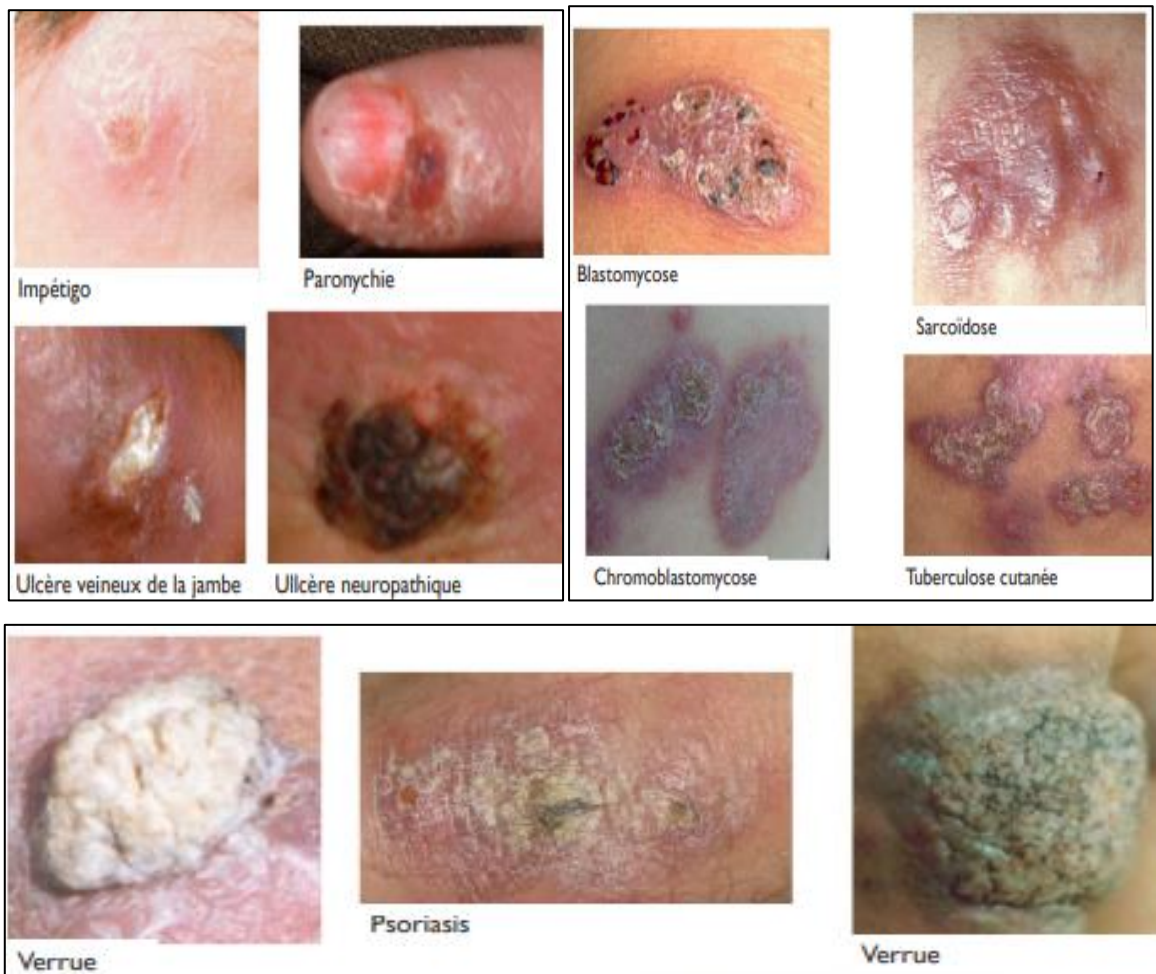 Impétigo
Paronychie
Ulcère veineux de la jambe
Ullcère neuropathique
Blastomycose
Sarcoïdose
Chromoblastomycose
Tuberculose cutanée
Verrue
Psoriasis
Verrue